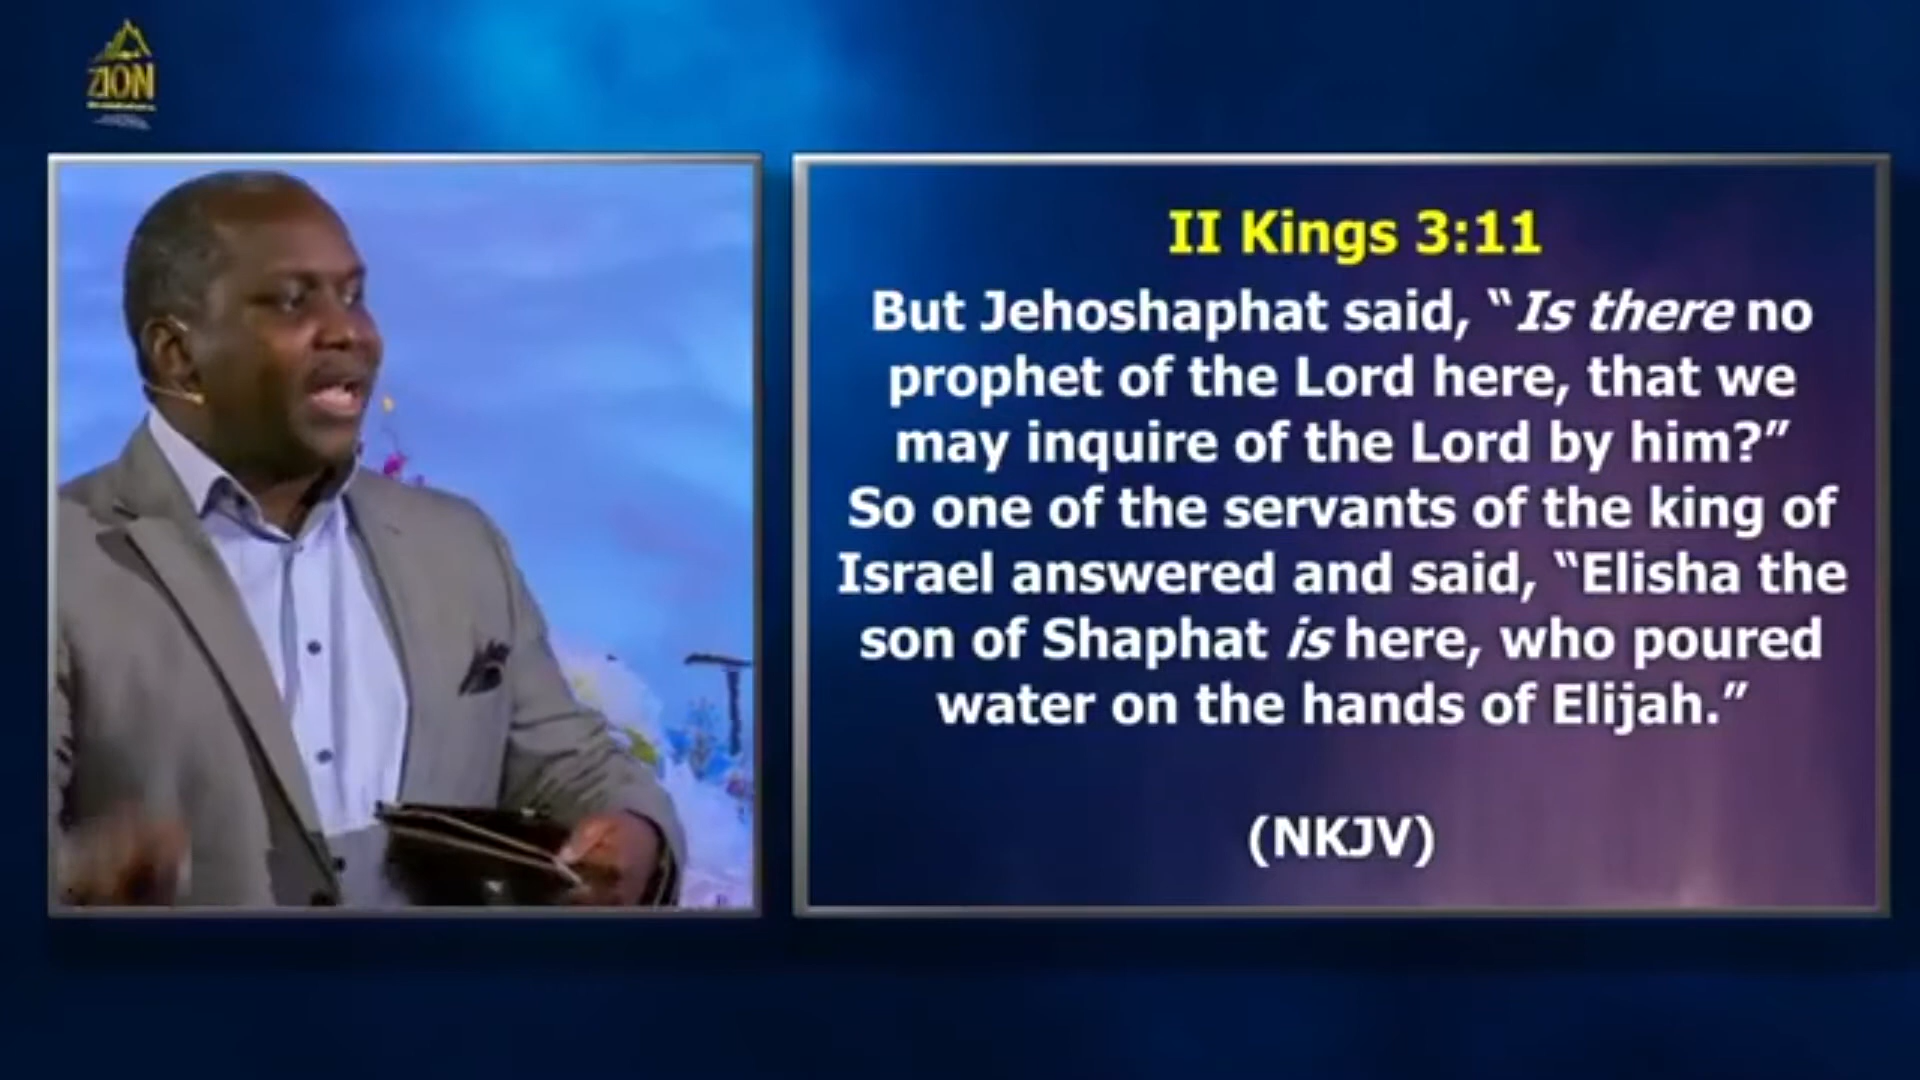 ZION
II Kings 3:11
But Jehoshaphat said, “Is there no
prophet of the Lord here, that we
may inquire of the Lord by him?”
So one of the servants of the king of
Israel answered and said, “Elisha the
son of Shaphat is here, who poured
water on the hands of Elijah.”
(NKJV)